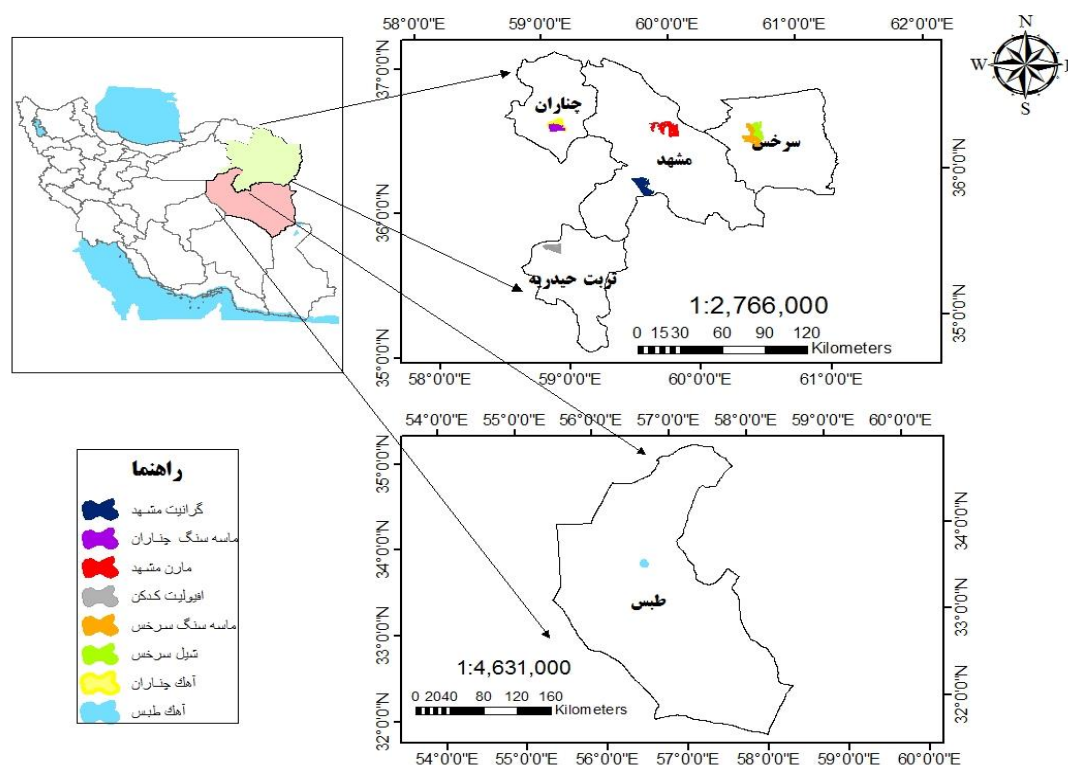 58°0'0"E 59°0'0"E 60°0'0"E 61°0'0"E 62°0'0"E
N
W
S
37°0'0"N
36°0'0"N
35°0'0"N
36°0'0"N
35°0'0"N
چناران
مشهد
سرخس
تربت حیدریه
1:2,766,000
0 15 30 60 90 120
Kilometers
58°0'0"E 59°0'0"E 60°0'0"E 61°0'0"E
54°0'0"E 55°0'0"E 56°0'0"E 57°0'0"E 58°0'0"E 59°0'0"E 60°0'0"E
35°0'0"N
34°0'0"N
33°0'0"N
32°0'0"N
34°0'0"N
33°0'0"N
32°0'0"N
طبس
1:4,631,000
0 20 40 80 120 160
Kilometers
54°0'0"E 55°0'0"E 56°0'0"E 57°0'0"E 58°0'0"E 59°0'0"E 60°0'0"E
راهنما
گرانیت مشهد
ماسه سنگ چناران
مارن مشهد
افیولیت کدکن
ماسه سنگ سرخس
شیل سرخس
آهك چناران
آهك طبس